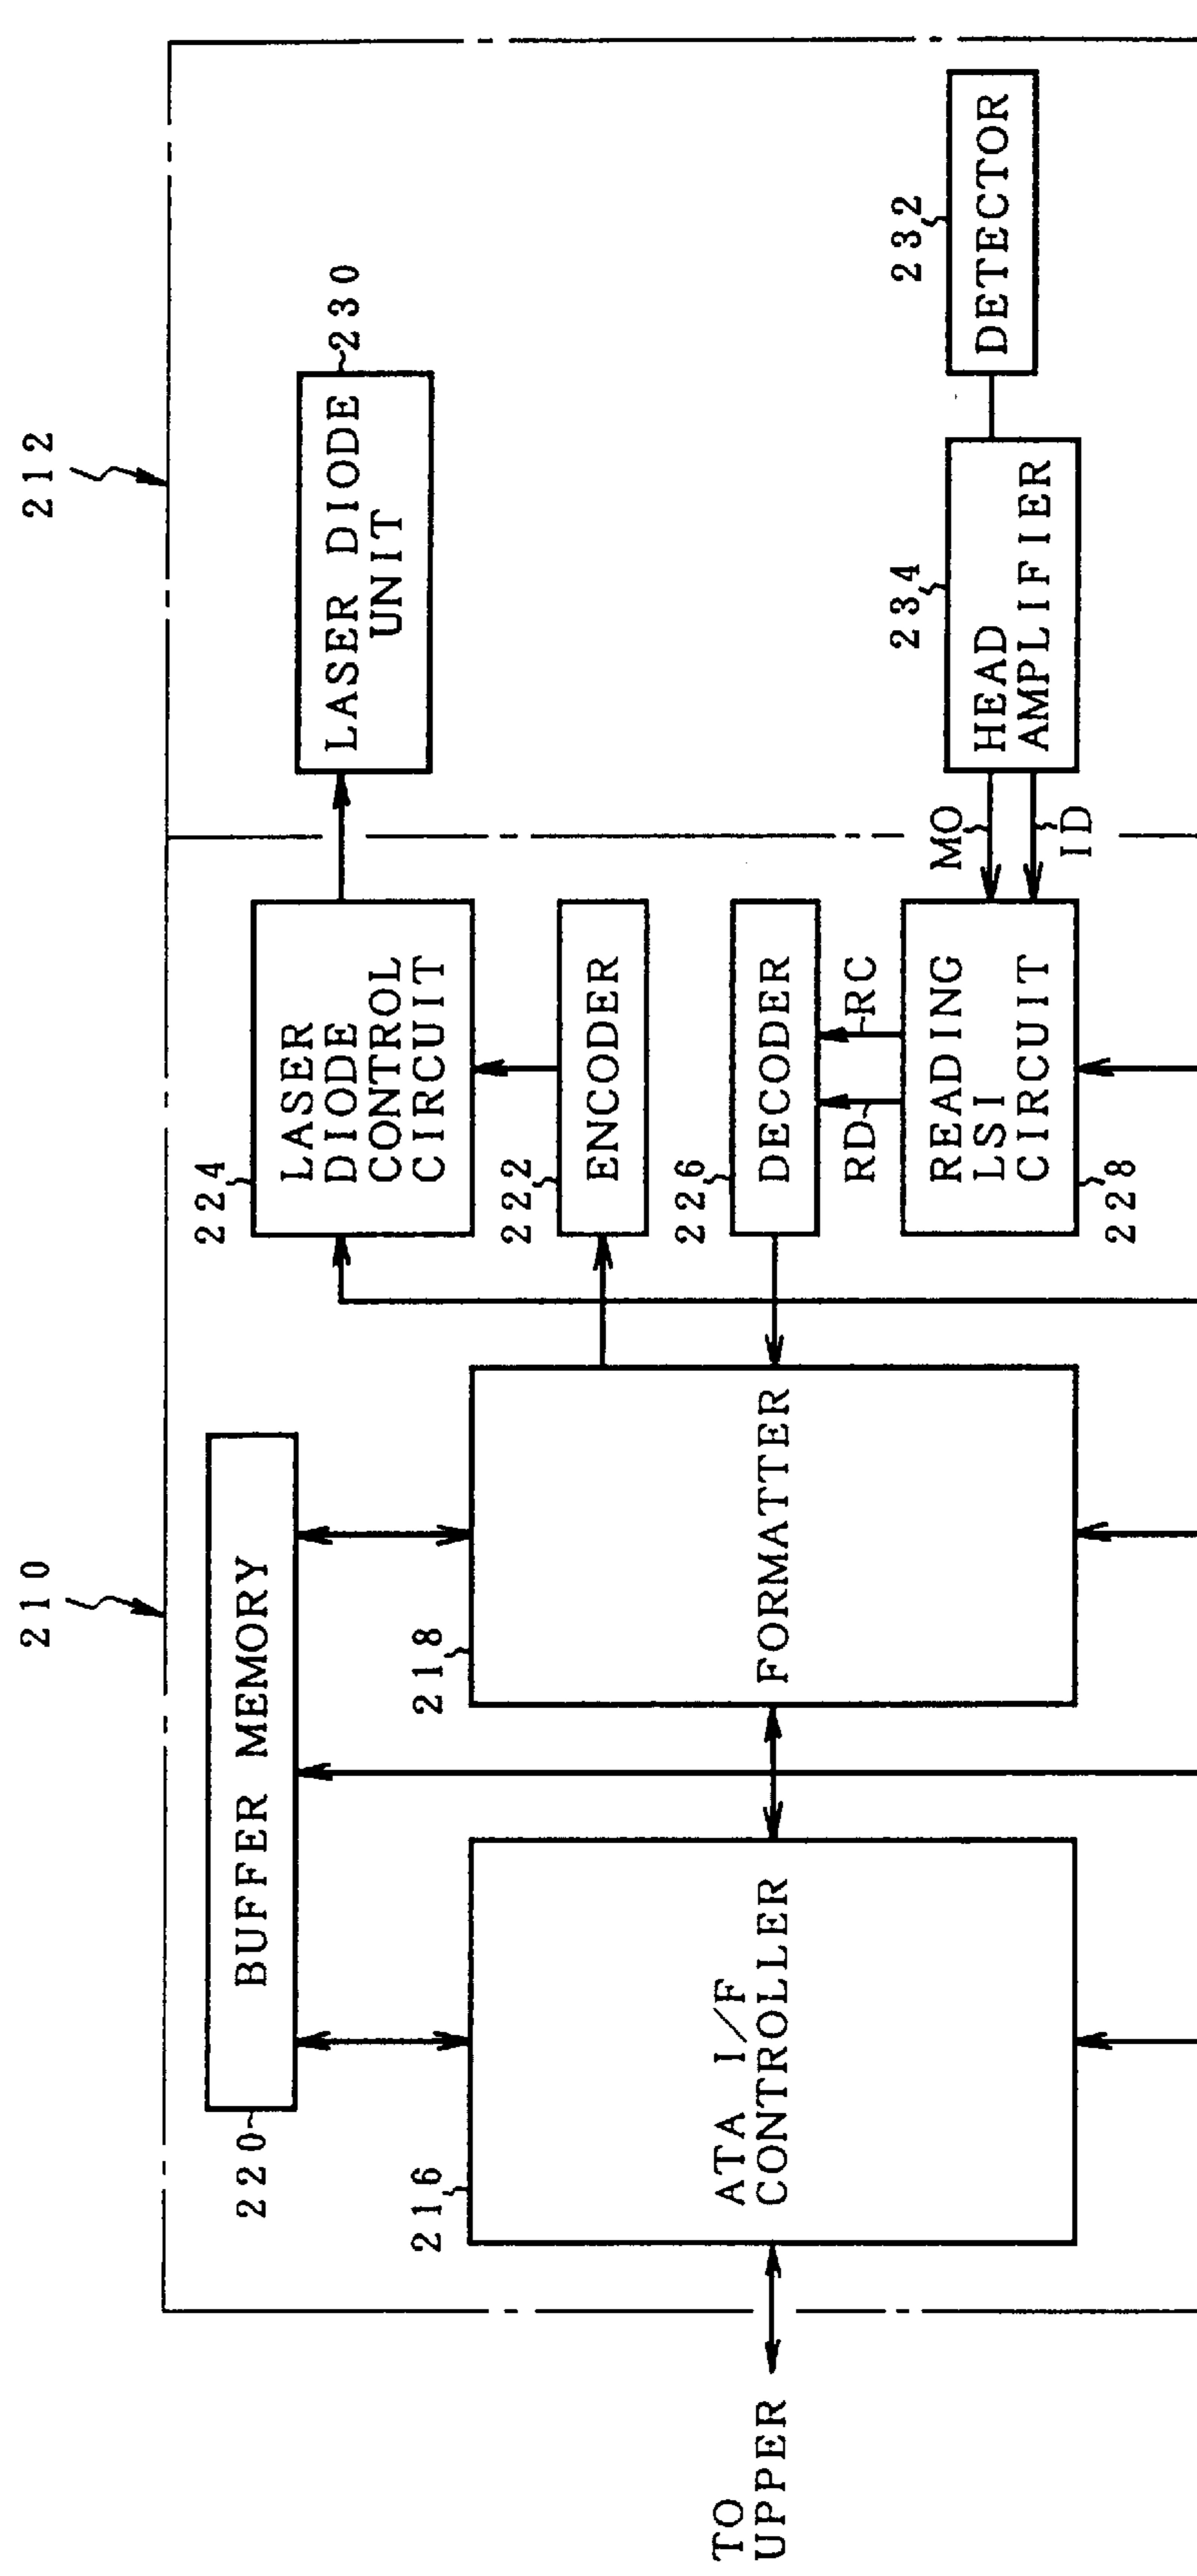 210
212
220
BUFFER MEMORY
224
LASER
DIODE
CONTROL
CIRCUIT
LASER DIODE
UNIT
230
216
ATA I/F
CONTROLLER
218
FORMATTER
222
ENCODER
226
DECODER
RD
RC
READING
LSI
CIRCUIT
228
MO
ID
234
HEAD
AMPLIFIER
232
DETECTOR
TO
UPPER